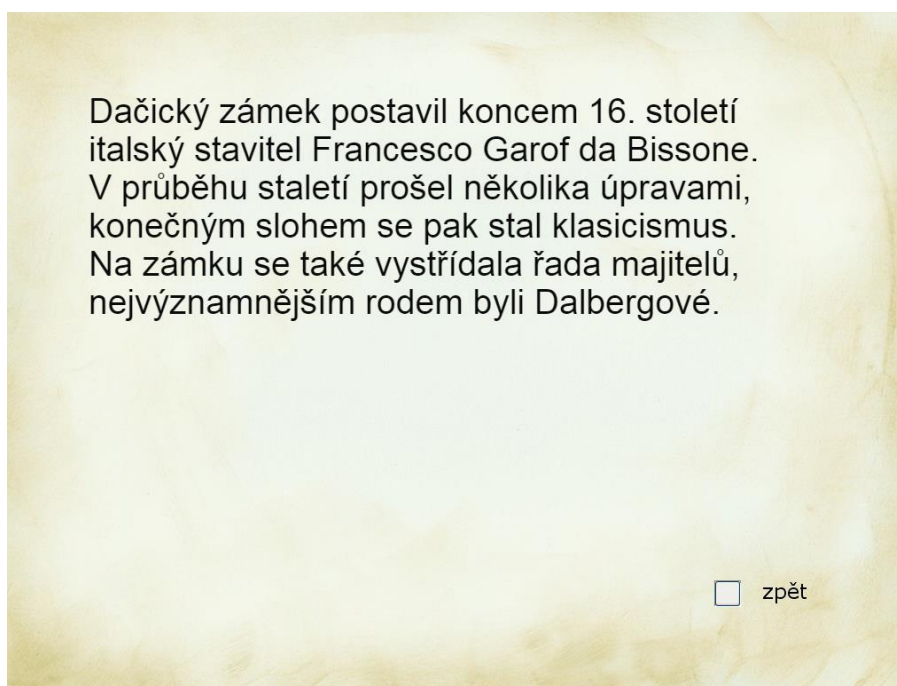 Dačický zámek postavil koncem 16. století
italský stavitel Francesco Garof da Bissone.
V průběhu staletí prošel několika úpravami,
konečným slohem se pak stal klasicismus.
Na zámku se také vystřídala řada majitelů,
nejvýznamnějším rodem byli Dalbergové.
zpět